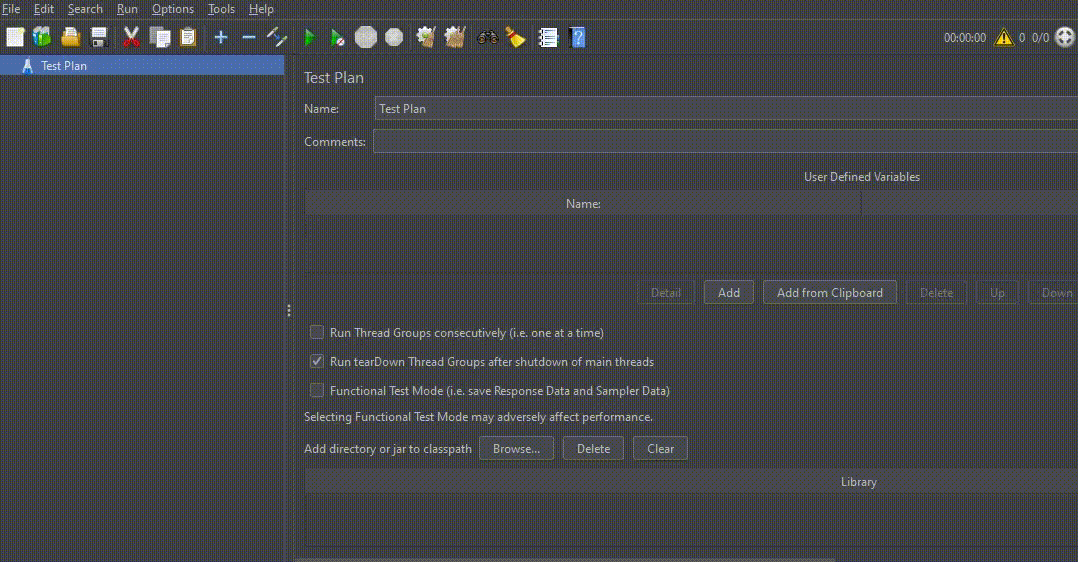 File Edit Search Run Options Tools Help
00:00:00 0 0/0
Test Plan
Test Plan
Name: Test Plan
Comments:
User Defined Variables
Name:
Detail Add Add from Clipboard Delete Up Down
Run Thread Groups consecutively (i.e. one at a time)
Run tearDown Thread Groups after shutdown of main threads
Functional Test Mode (i.e. save Response Data and Sampler Data)
Selecting Functional Test Mode may adversely affect performance.
Add directory or jar to classpath Browse... Delete Clear
Library